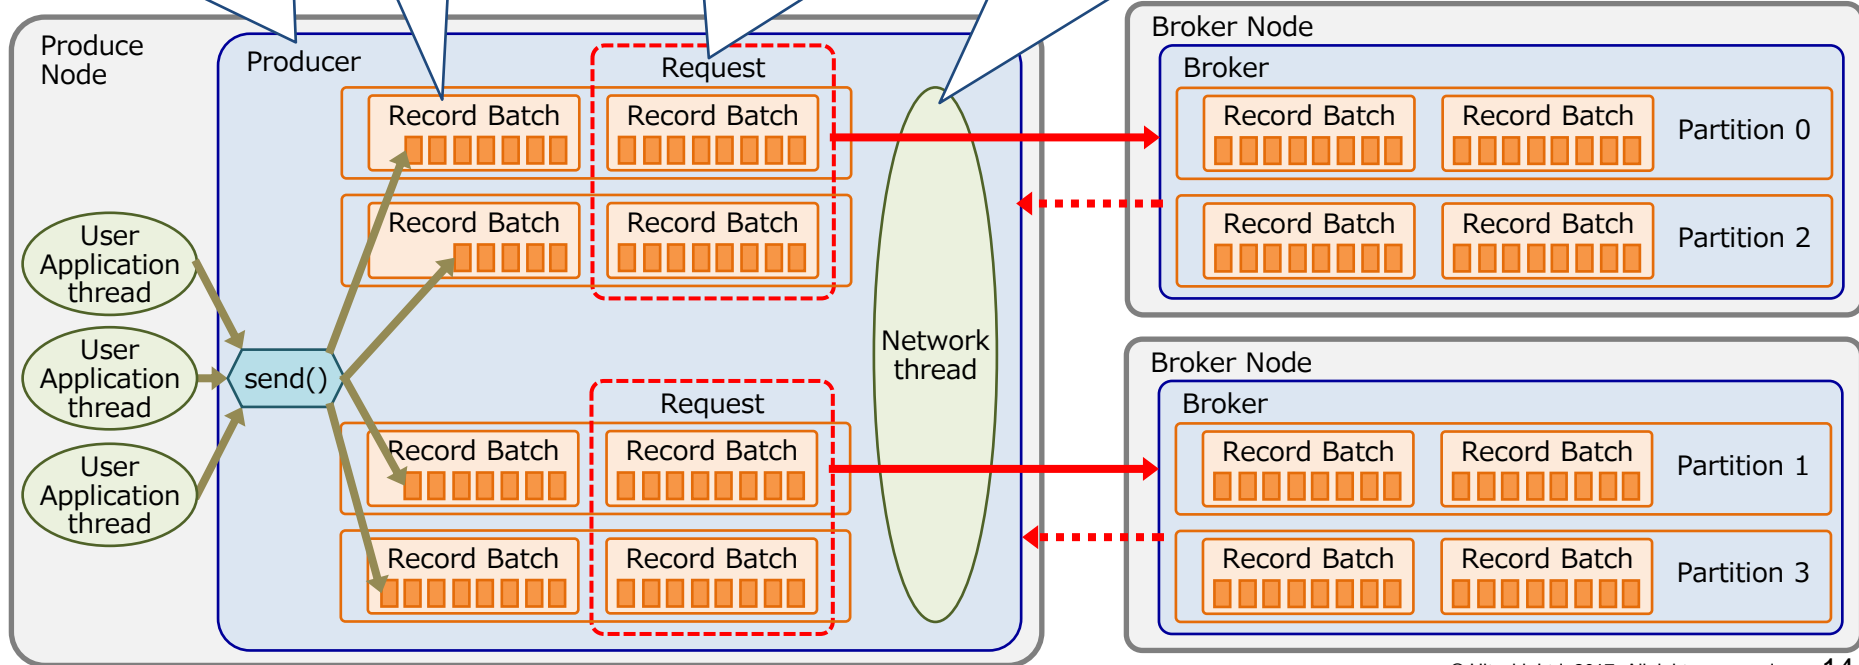 Produce
Node
Producer
Request
Record Batch
Record Batch
Record Batch
Record Batch
User
Application
thread
User
Application
thread
User
Application
thread
send()
Network
thread
Request
Record Batch
Record Batch
Record Batch
Record Batch
Broker Node
Broker
Record Batch
Record Batch
Partition 0
Record Batch
Record Batch
Partition 2
Broker Node
Broker
Record Batch
Record Batch
Partition 1
Record Batch
Record Batch
Partition 3
14